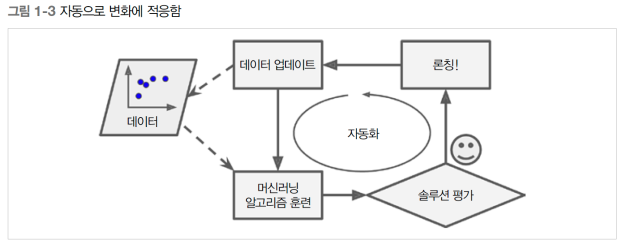 그림 1-3 자동으로 변화에 적응함
데이터 업데이트
론칭!
데이터
자동화
머신러닝
알고리즘 훈련
솔루션 평가